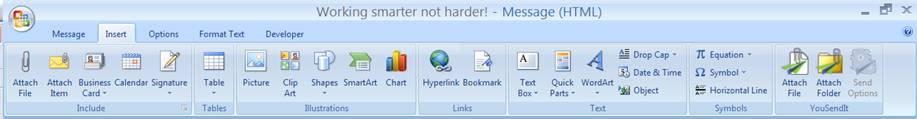 Working smarter not harder! - Message (HTML)
Message Insert Options Format Text Developer
Attach File
Attach Item
Business Card
Calendar
Signature
Include
Table
Tables
Picture
Clip Art
Shapes
SmartArt
Chart
Illustrations
Hyperlink
Bookmark
Links
Text Box
Quick Parts
WordArt
Drop Cap
Date & Time
Object
Text
π Equation
Ω Symbol
Horizontal Line
Symbols
Attach File
Attach Folder
Send Options
YouSendIt